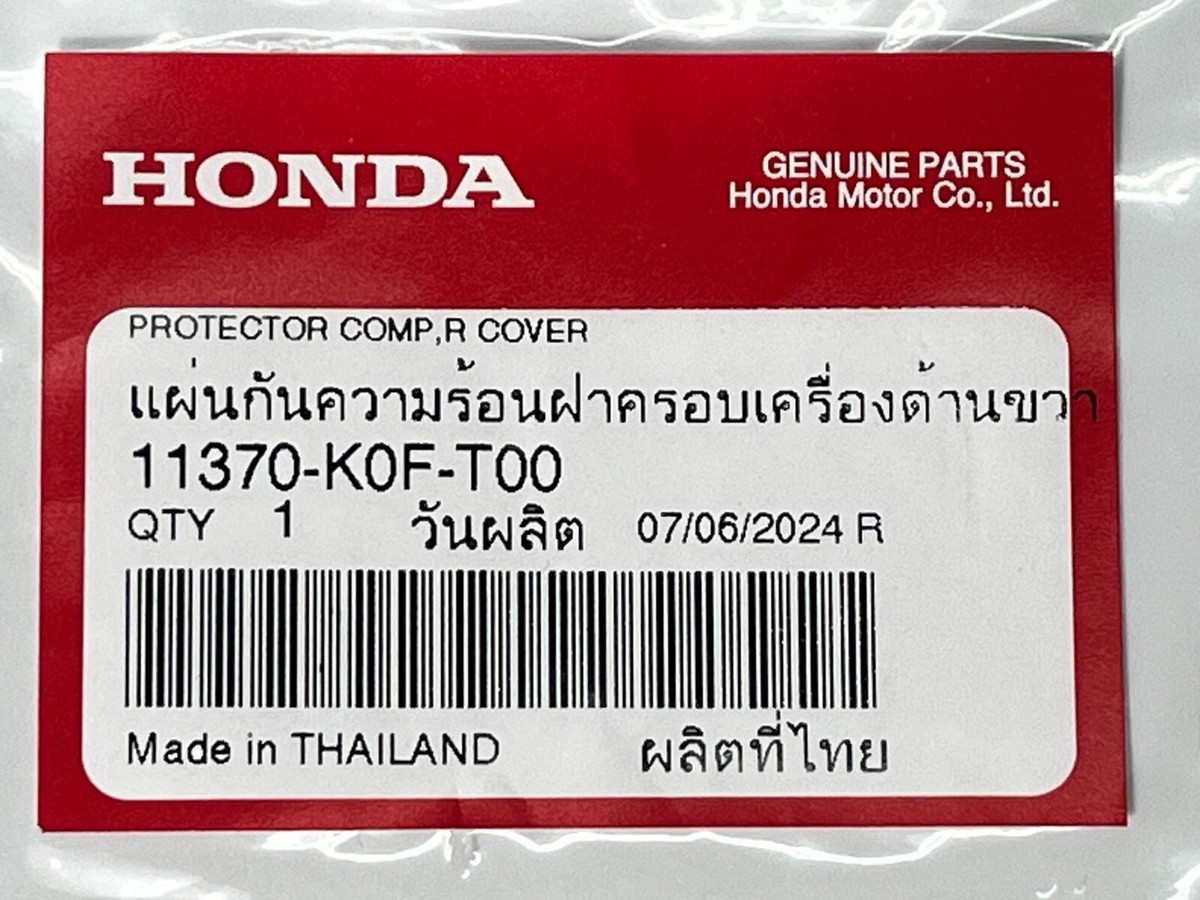 HONDA
GENUINE PARTS
Honda Motor Co., Ltd.
PROTECTOR COMP,R COVER
แผ่นกันความร้อนฝาครอบเครื่องด้านขวา
11370-K0F-T00
QTY 1 วันผลิต 07/06/2024 R
Made in THAILAND ผลิตที่ไทย